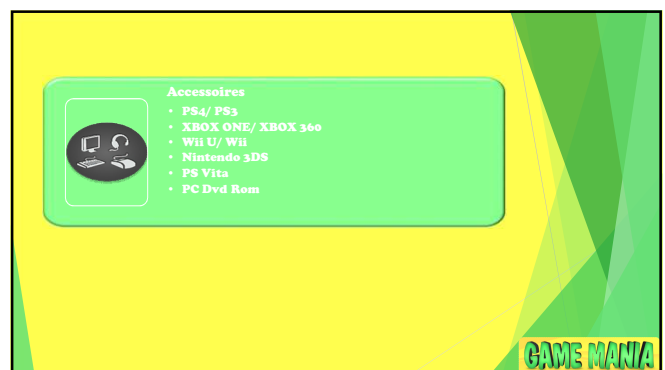 Accessoires
• PS4/ PS3
• XBOX ONE/ XBOX 360
• Wii U/ Wii
• Nintendo 3DS
• PS Vita
• PC Dvd Rom
GAME MANIA